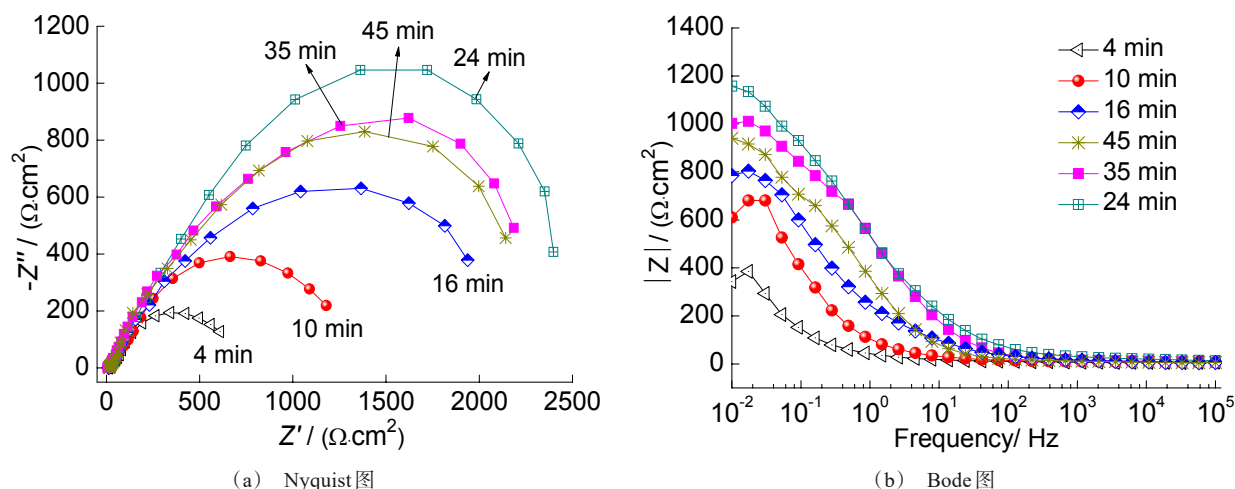 1200
1000
800
600
400
200
0
-Z″ / (Ω·cm²)
35 min
45 min
24 min
16 min
10 min
4 min
0 500 1000 1500 2000 2500
Z′ / (Ω·cm²)
(a) Nyquist图
1400
1200
1000
800
600
400
200
0
|Z| / (Ω·cm²)
4 min
10 min
16 min
45 min
35 min
24 min
10⁻² 10⁻¹ 10⁰ 10¹ 10² 10³ 10⁴ 10⁵
Frequency/ Hz
(b) Bode图